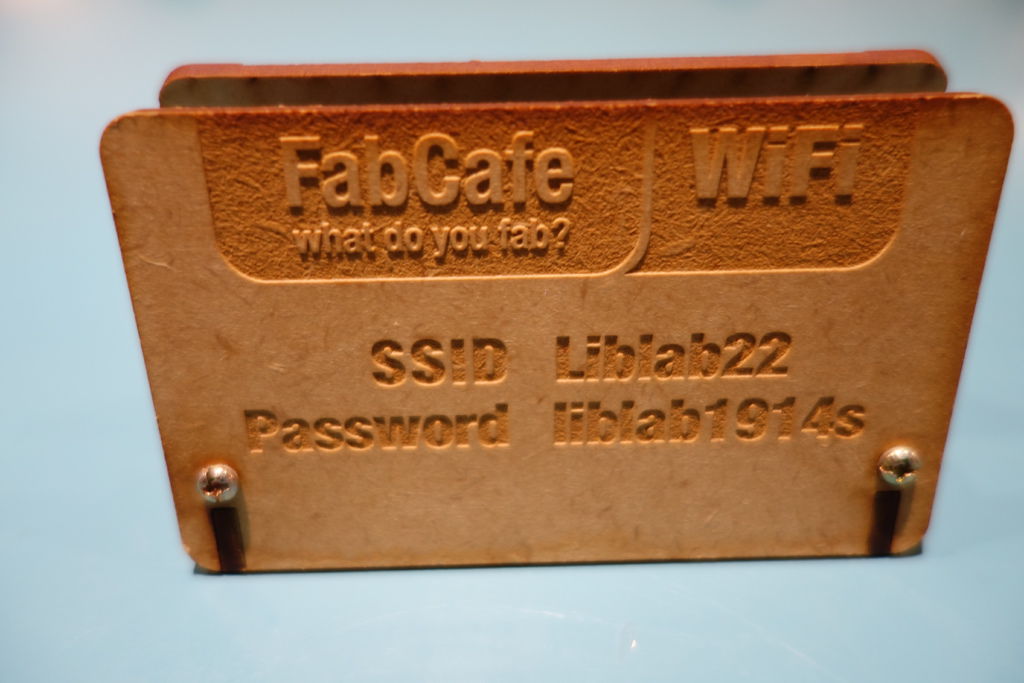 FabCafe WiFi
what do you fab?
SSID Liblab22
Password liblab1914s